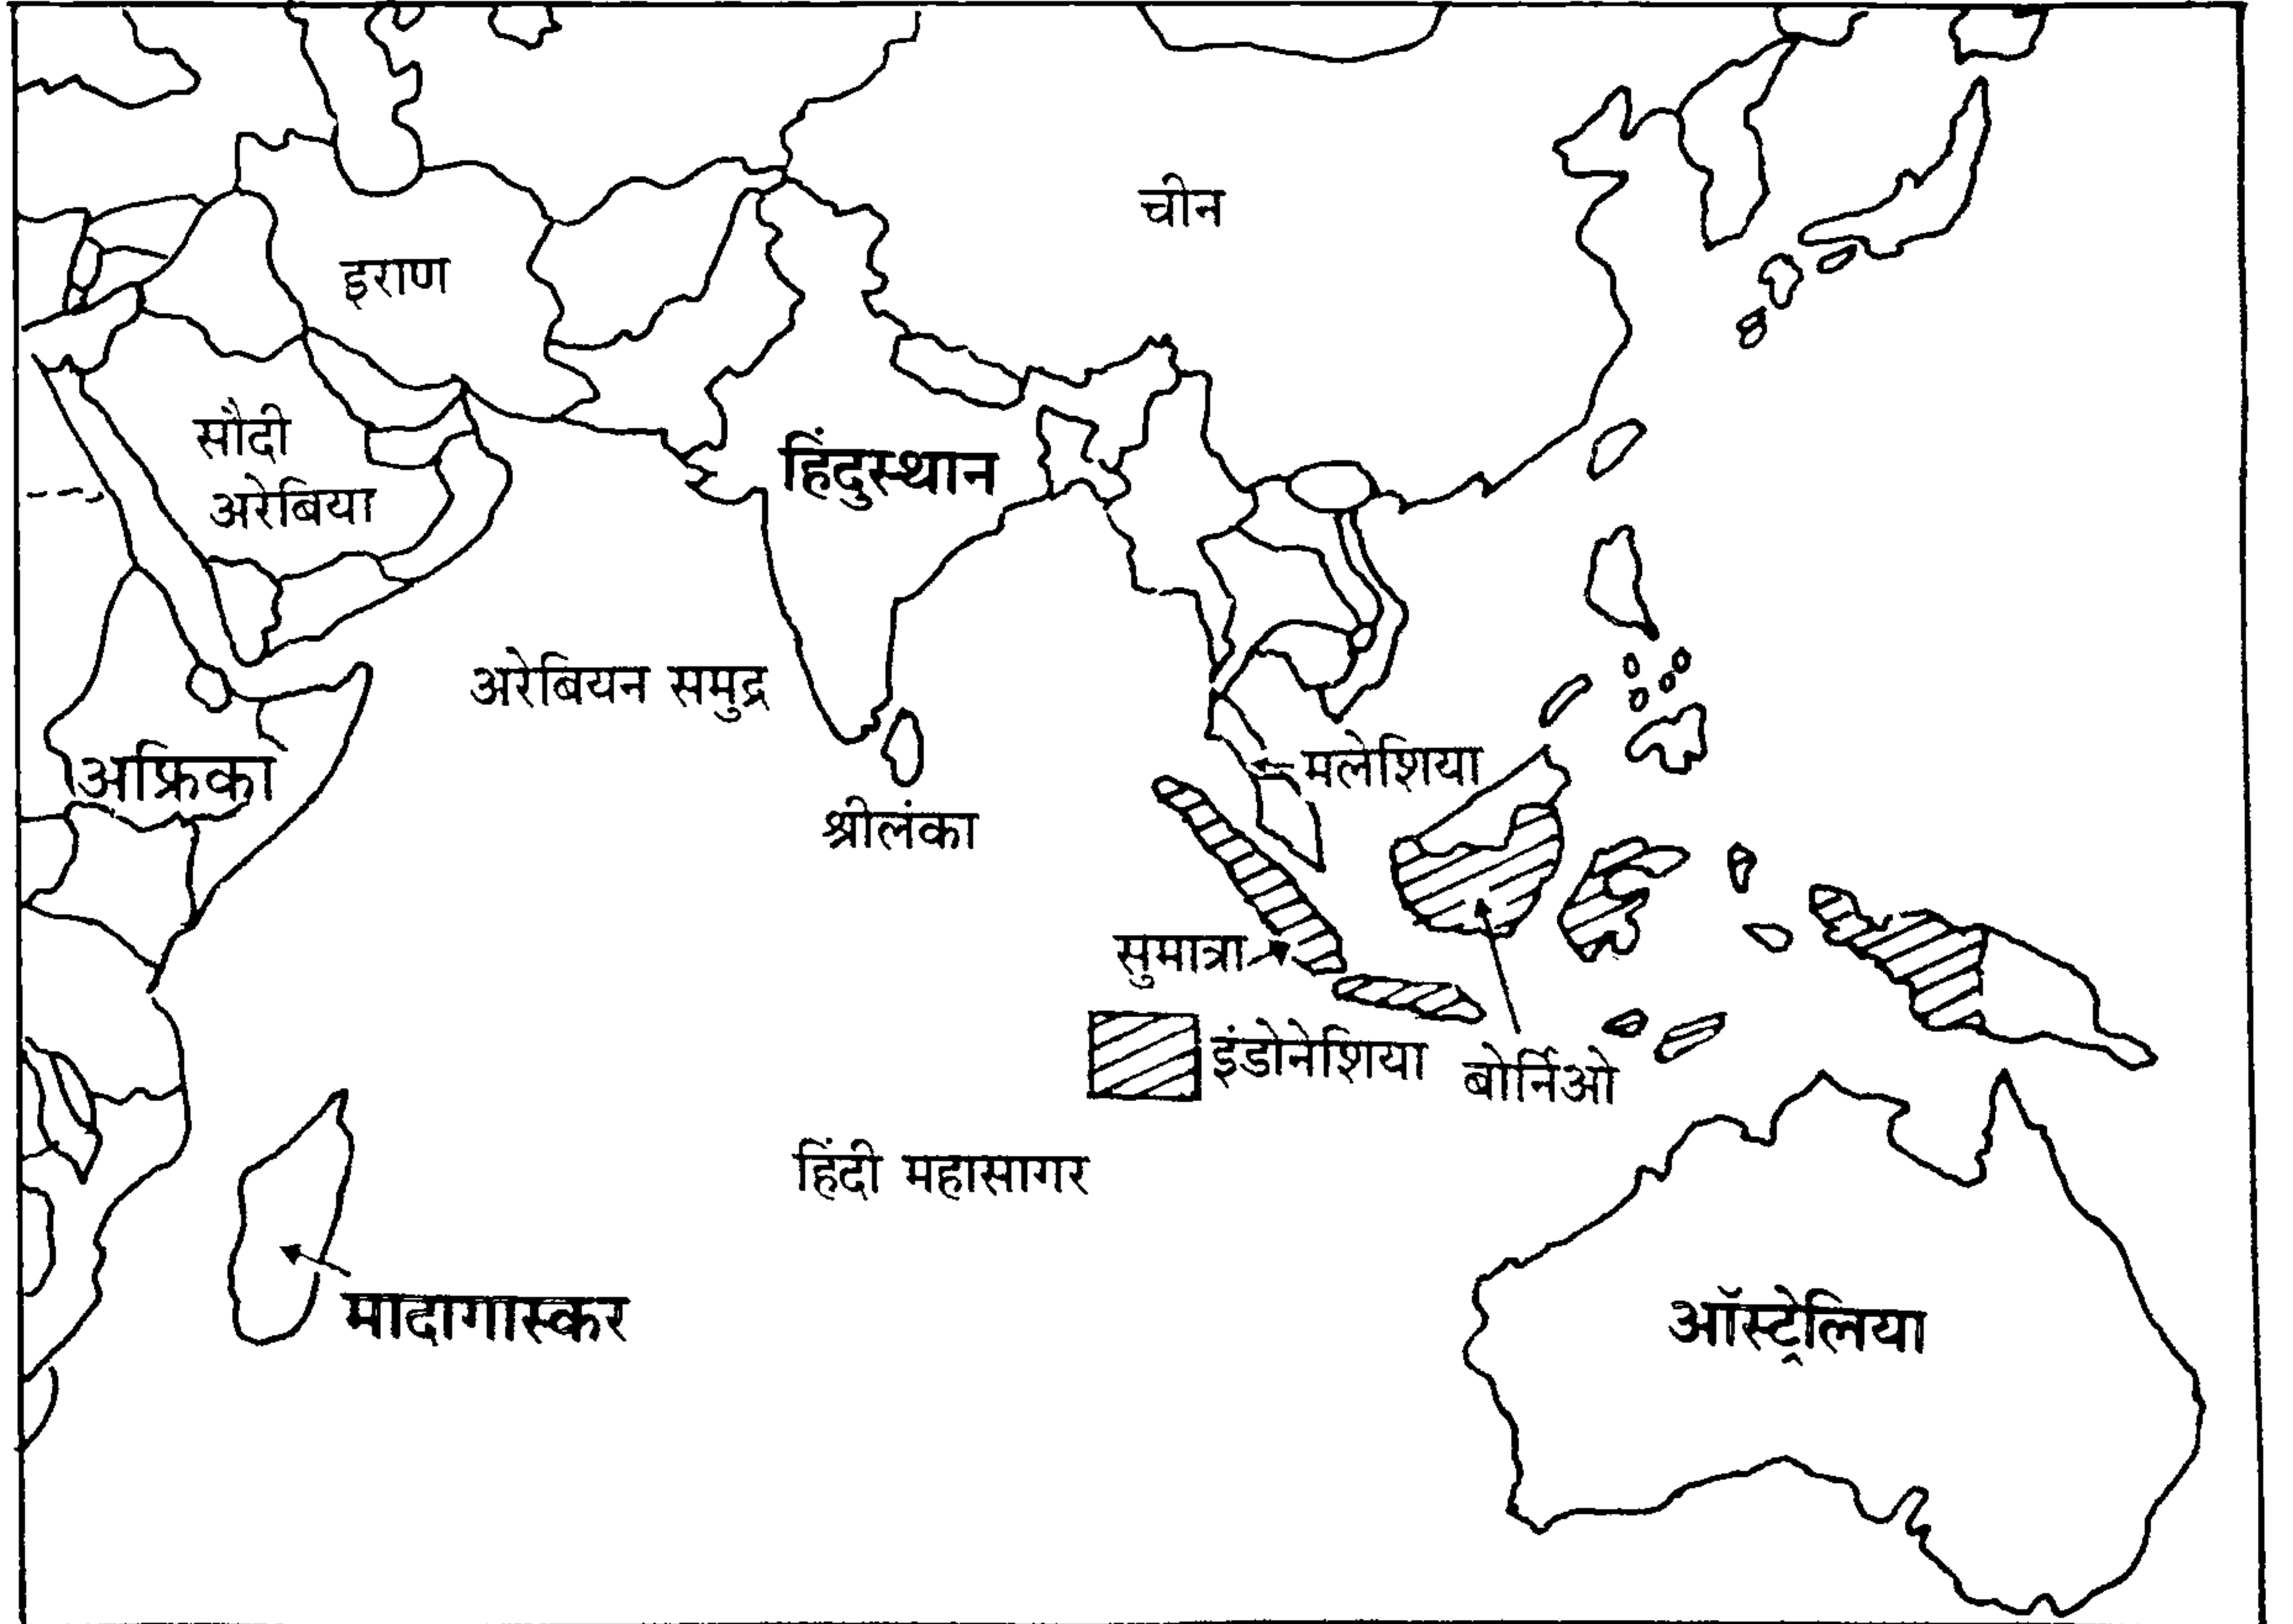 चीन
इराण
सौदी
अरेबिया
हिंदुस्थान
अरेबियन समुद्र
अफ्रिका
मलेशिया
श्रीलंका
सुमात्रा
इंडोनेशिया
बोर्निओ
हिंदी महासागर
मादागास्कर
ऑस्ट्रेलिया